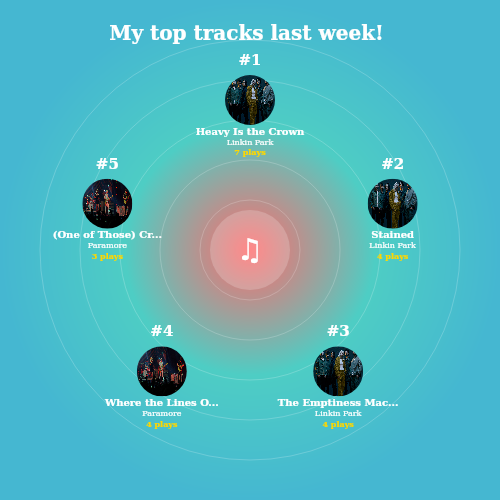 My top tracks last week!
#1
Heavy Is the Crown
Linkin Park
7 plays
#2
Stained
Linkin Park
4 plays
#3
The Emptiness Mac...
Linkin Park
4 plays
#4
Where the Lines O...
Paramore
4 plays
#5
(One of Those) Cr...
Paramore
3 plays